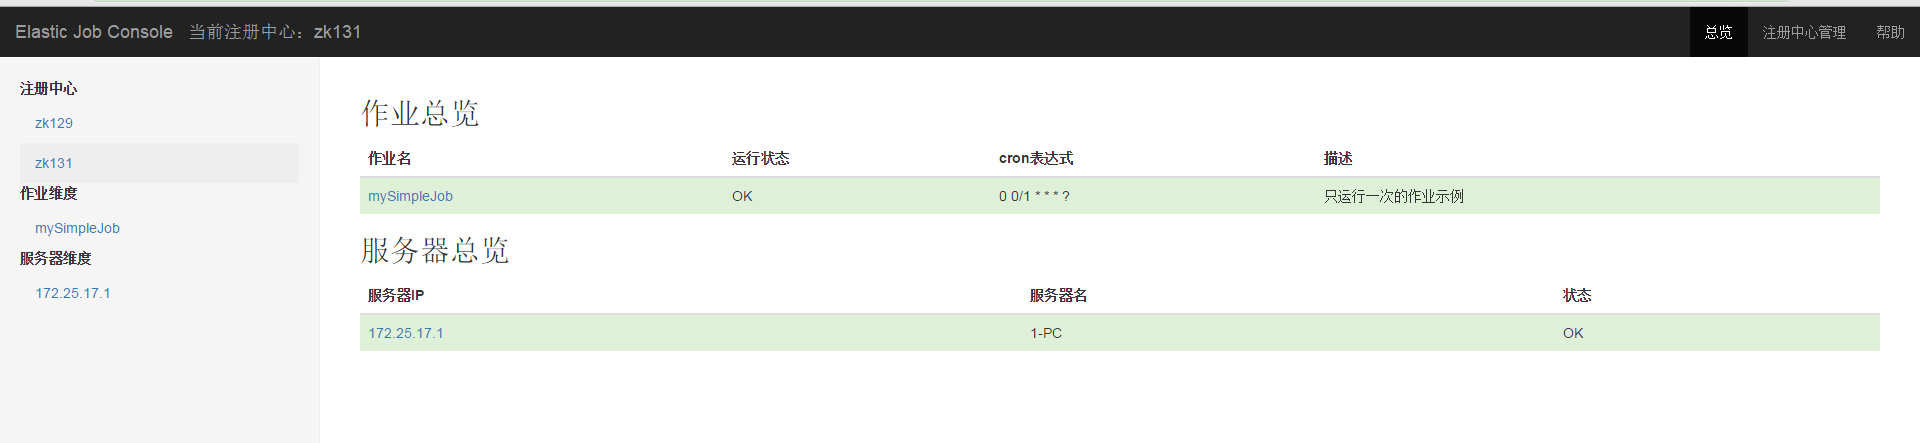 Elastic Job Console 当前注册中心：zk131 总览 注册中心管理 帮助
注册中心
zk129
zk131
作业维度
mySimpleJob
服务器维度
172.25.17.1
作业总览
作业名 运行状态 cron表达式 描述
mySimpleJob OK 0 0/1 * * * ? 只运行一次的作业示例
服务器总览
服务器IP 服务器名 状态
172.25.17.1 1-PC OK